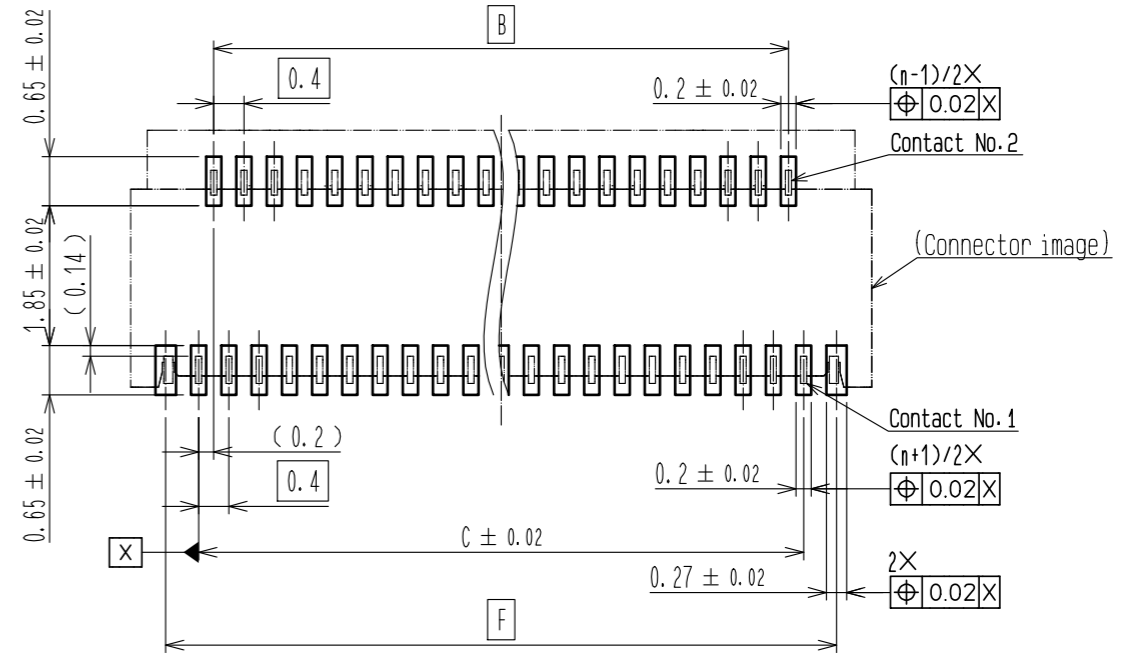 B
0.65 ± 0.02
0.4
0.2 ± 0.02
(n-1)/2X
⌖ 0.02 X
Contact No.2
1.85 ± 0.02
(0.14)
(Connector image)
0.65 ± 0.02
Contact No.1
(0.2)
0.4
0.2 ± 0.02
(n+1)/2X
⌖ 0.02 X
X
C ± 0.02
0.27 ± 0.02
2X
⌖ 0.02 X
F